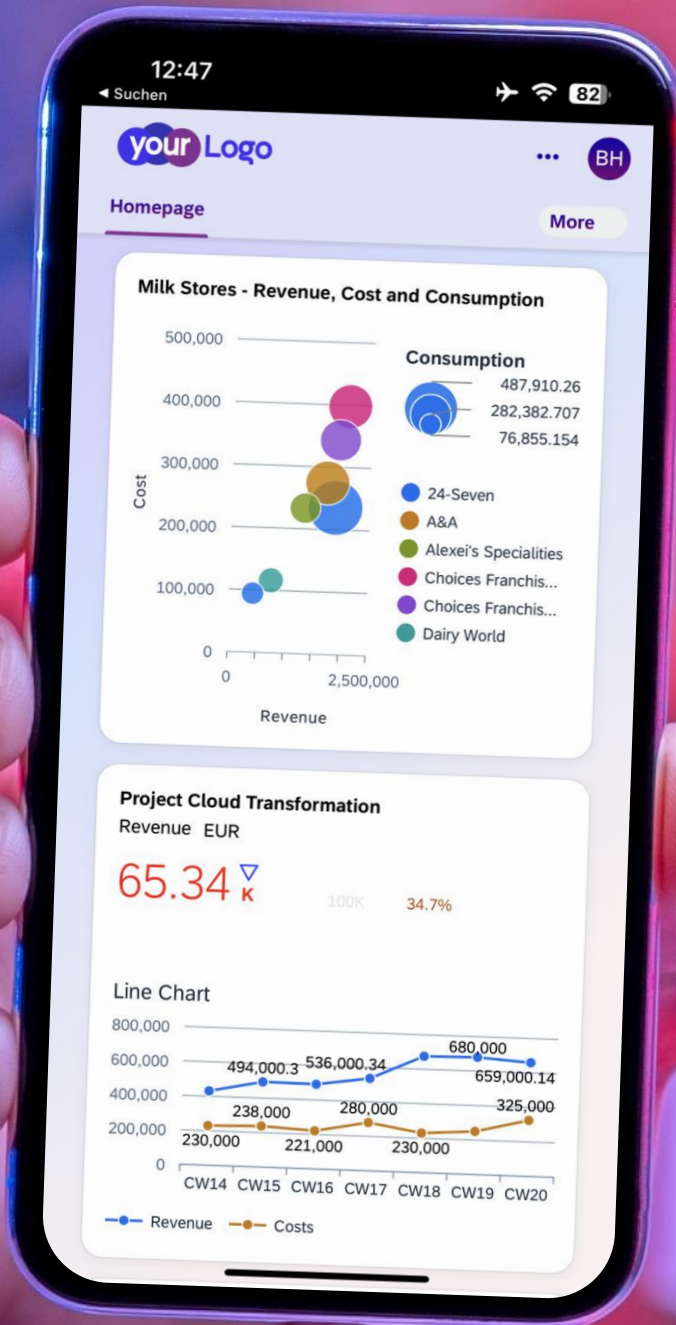 12:47
◀ Suchen
82
your Logo
... BH
Homepage
More
Milk Stores - Revenue, Cost and Consumption
500,000
400,000
300,000
200,000
100,000
0
Cost
0 2,500,000
Revenue
Consumption
487,910.26
282,382.707
76,855.154
24-Seven
A&A
Alexei's Specialities
Choices Franchis...
Choices Franchis...
Dairy World
Project Cloud Transformation
Revenue EUR
65.34 K
100K 34.7%
Line Chart
800,000
600,000
400,000
200,000
0
494,000.3 536,000.34 680,000 659,000.14
230,000 238,000 221,000 280,000 230,000 325,000
CW14 CW15 CW16 CW17 CW18 CW19 CW20
Revenue Costs